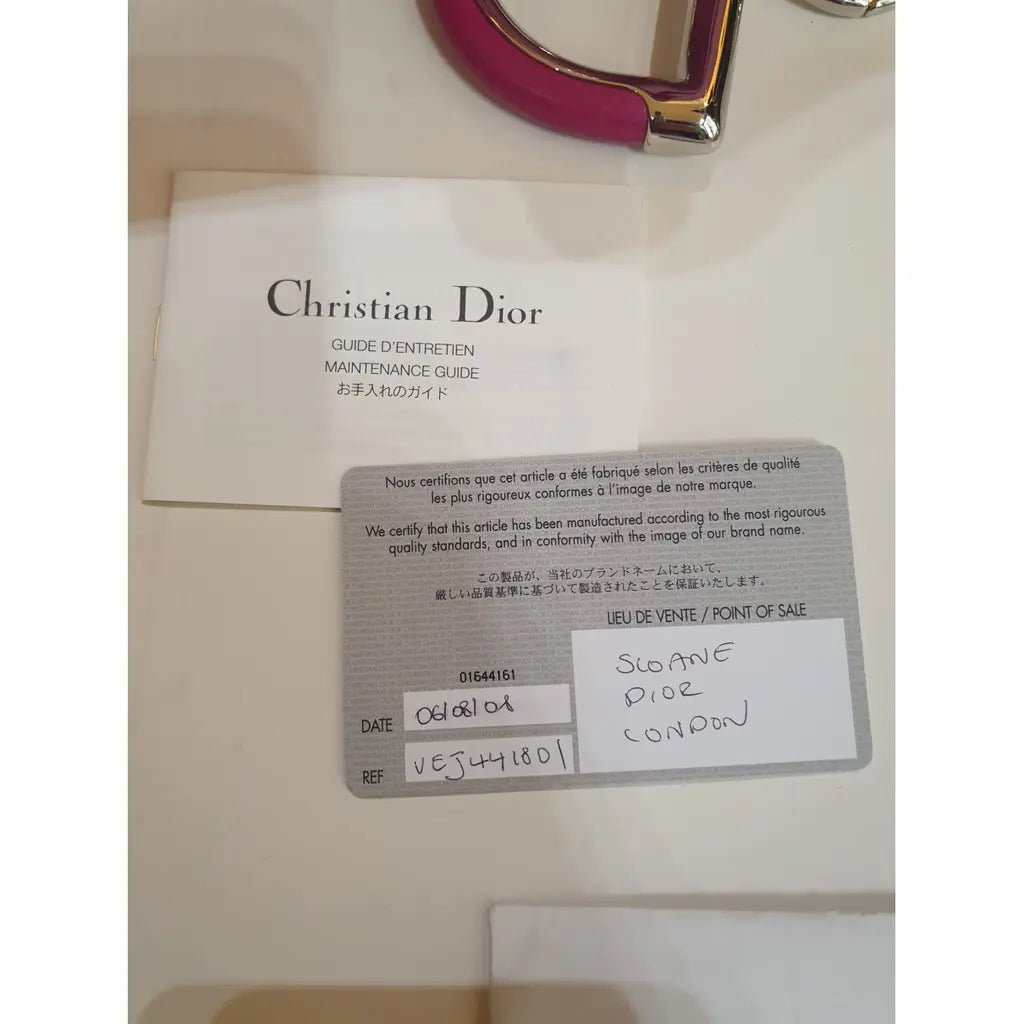 Christian Dior
GUIDE D'ENTRETIEN
MAINTENANCE GUIDE
お手入れのガイド
Nous certifions que cet article a été fabriqué selon les critères de qualité
les plus rigoureux conformes à l'image de notre marque.
We certify that this article has been manufactured according to the most rigourous
quality standards, and in conformity with the image of our brand name.
この製品が、当社のブランドネームにおいて、
厳しい品質基準に基づいて製造されたことを保証いたします。
LIEU DE VENTE / POINT OF SALE
SLOANE
DIOR
LONDON
01644161
DATE 06/08/08
REF VEJ441801